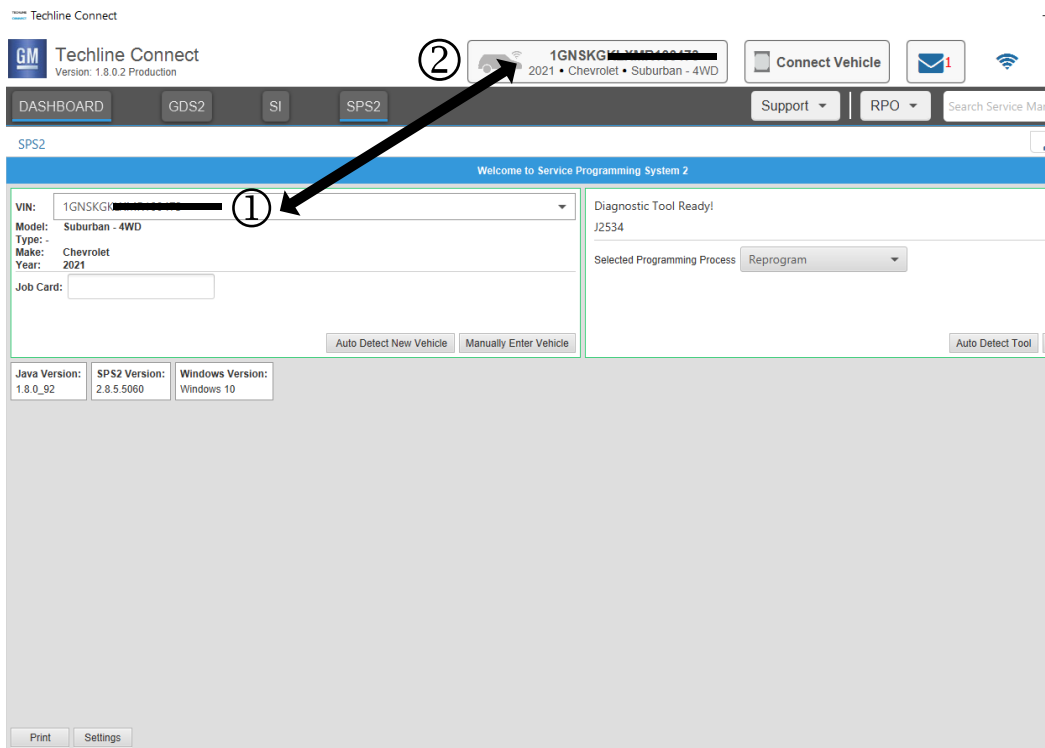 Techline Connect
GM
Techline Connect
Version: 1.8.0.2 Production
②
1GNSKG
2021 • Chevrolet • Suburban - 4WD
Connect Vehicle
1
DASHBOARD
GDS2
SI
SPS2
Support
RPO
Search Service Ma
SPS2
Welcome to Service Programming System 2
VIN:
1GNSKGK
①
Model: Suburban - 4WD
Type: -
Make: Chevrolet
Year: 2021
Job Card:
Auto Detect New Vehicle
Manually Enter Vehicle
Diagnostic Tool Ready!
J2534
Selected Programming Process
Reprogram
Auto Detect Tool
Java Version:
1.8.0_92
SPS2 Version:
2.8.5.5060
Windows Version:
Windows 10
Print
Settings